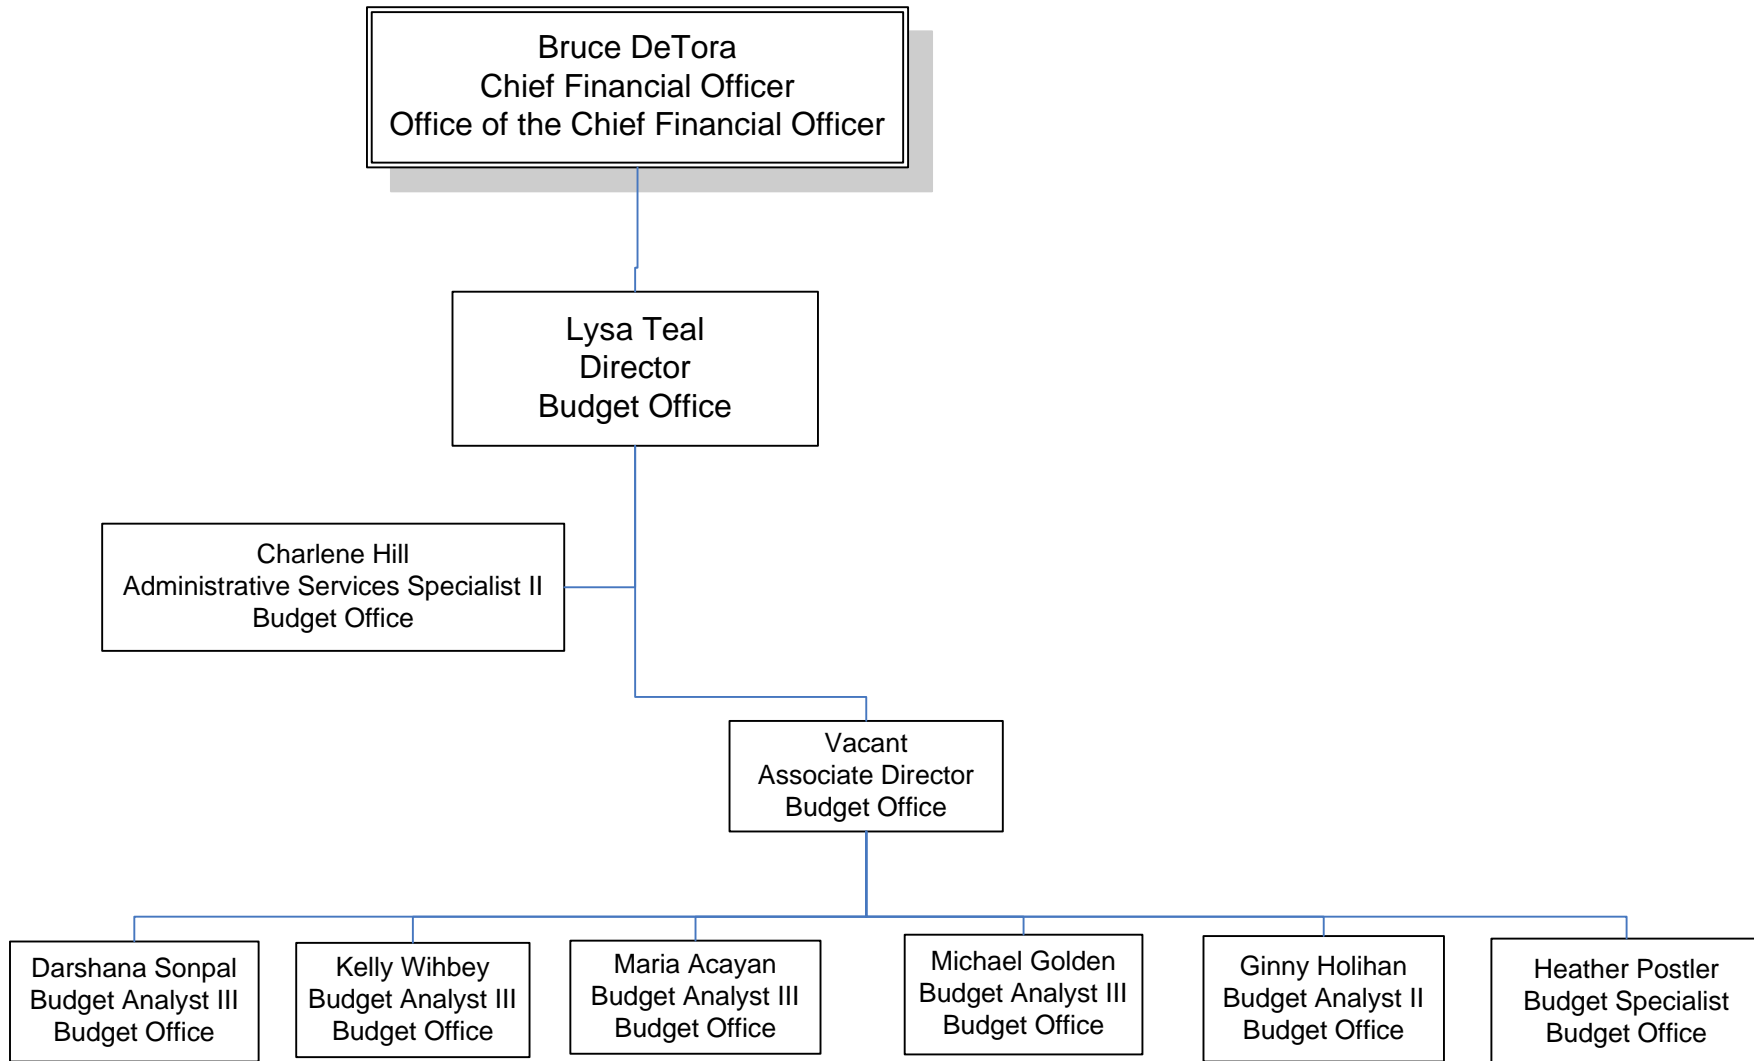 Bruce DeTora
Chief Financial Officer
Office of the Chief Financial Officer
Lysa Teal
Director
Budget Office
Charlene Hill
Administrative Services Specialist II
Budget Office
Vacant
Associate Director
Budget Office
Darshana Sonpal
Budget Analyst III
Budget Office
Kelly Wihbey
Budget Analyst III
Budget Office
Maria Acayan
Budget Analyst III
Budget Office
Michael Golden
Budget Analyst III
Budget Office
Ginny Holihan
Budget Analyst II
Budget Office
Heather Postler
Budget Specialist
Budget Office